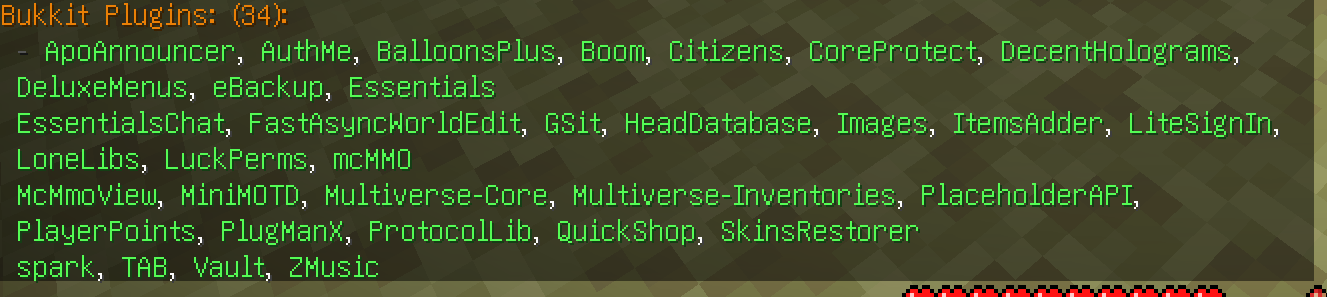 Bukkit Plugins: (34):
- ApoAnnouncer, AuthMe, BalloonsPlus, Boom, Citizens, CoreProtect, DecentHolograms,
DeluxeMenus, eBackup, Essentials
EssentialsChat, FastAsyncWorldEdit, GSit, HeadDatabase, Images, ItemsAdder, LiteSignIn,
LoneLibs, LuckPerms, mcMMO
McMmoView, MiniMOTD, Multiverse-Core, Multiverse-Inventories, PlaceholderAPI,
PlayerPoints, PlugManX, ProtocolLib, QuickShop, SkinsRestorer
spark, TAB, Vault, ZMusic